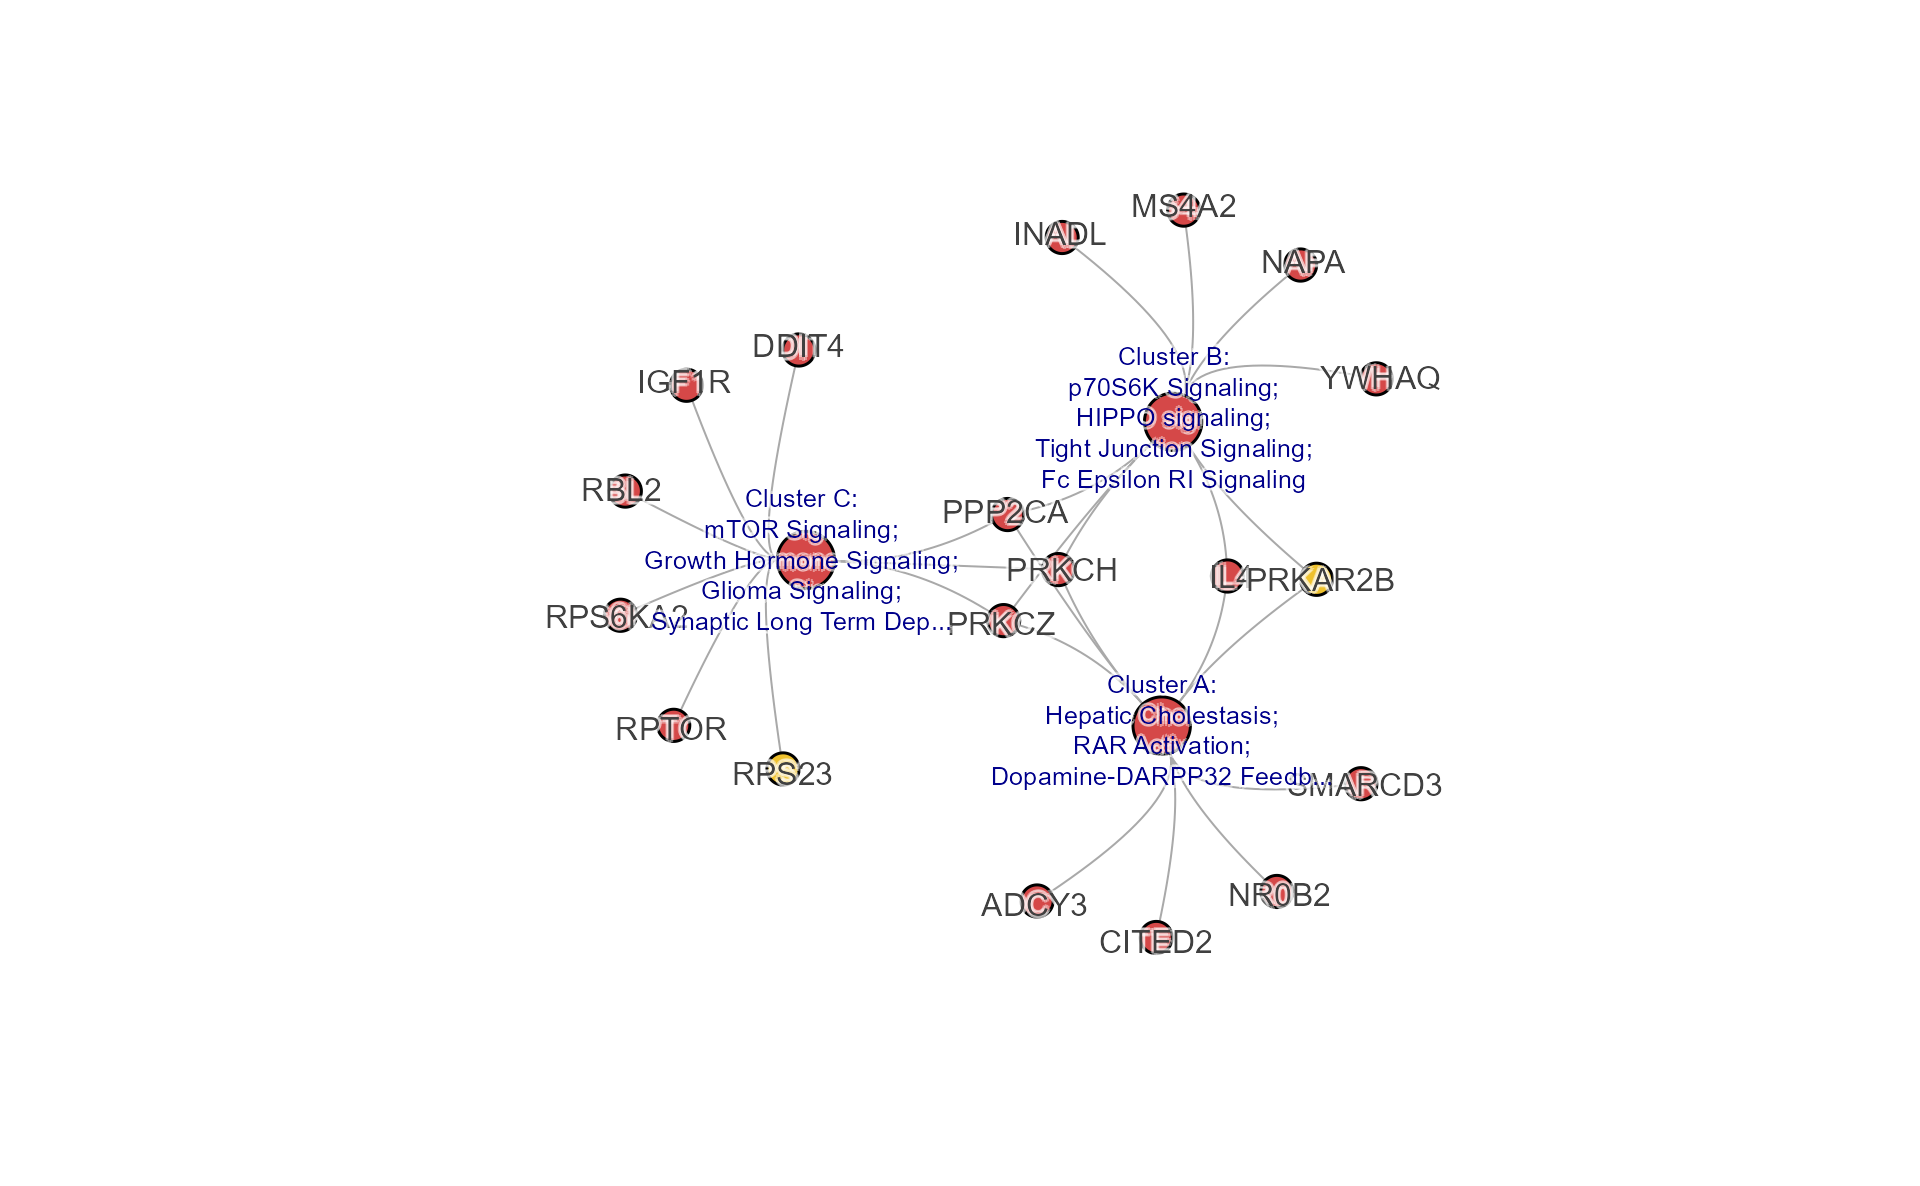 MS4A2
INADL
NAPA
DDIT4
IGF1R
YWHAQ
Cluster B:
p70S6K Signaling;
HIPPO signaling;
Tight Junction Signaling;
Fc Epsilon RI Signaling
RBL2
Cluster C:
mTOR Signaling;
Growth Hormone Signaling;
Glioma Signaling;
Synaptic Long Term Dep...
PPP2CA
PRKCH
IL4
PRKAR2B
RPS6KA2
PRKCZ
Cluster A:
Hepatic Cholestasis;
RAR Activation;
Dopamine-DARPP32 Feedb...
RPTOR
RPS23
SMARCD3
ADCY3
NR0B2
CITED2